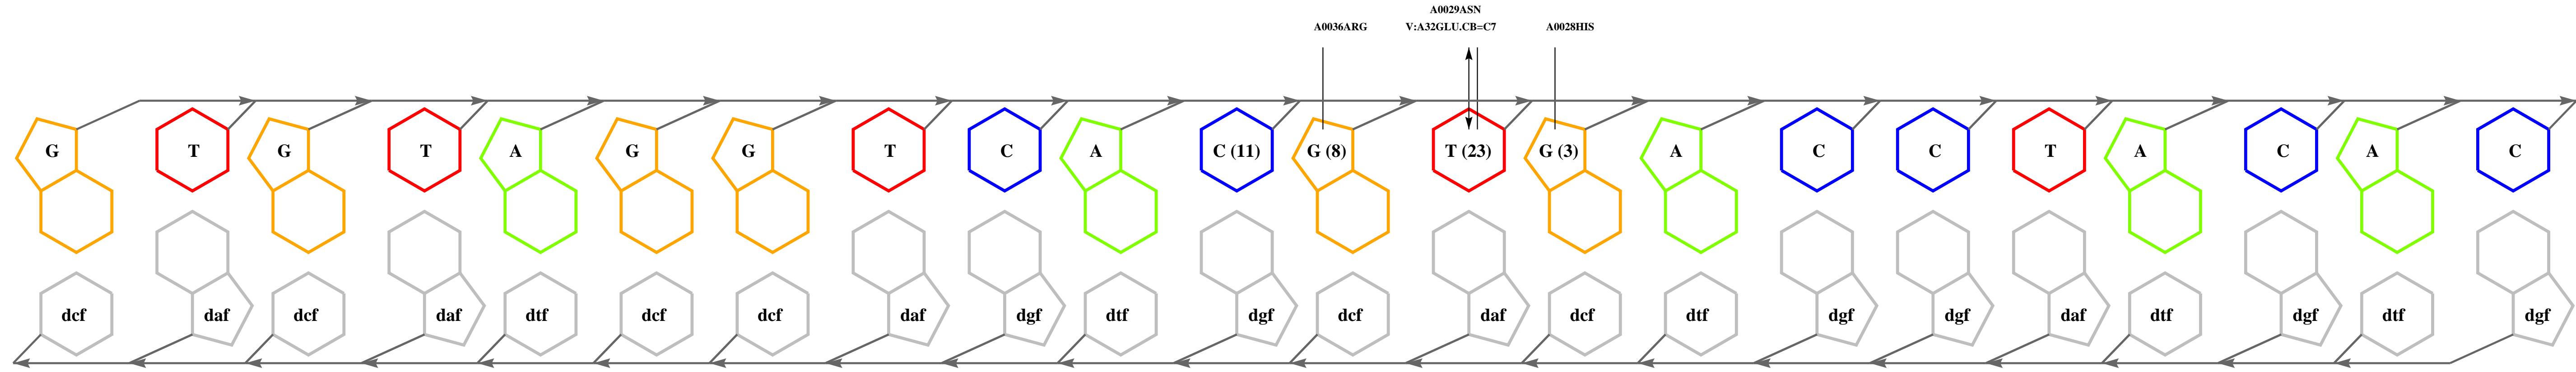 A0029ASN
A0036ARG V:A32GLU.CB=C7 A0028HIS
G T G T A G G T C A C (11) G (8) T (23) G (3) A C C T A C A C
dcf daf dcf daf dtf dcf dcf daf dgf dtf dgf dcf daf dcf dtf dgf dgf daf dtf dgf dtf dgf